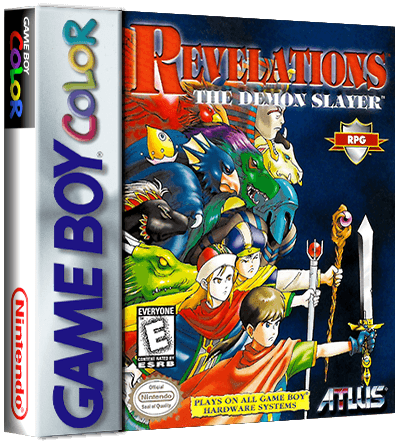 GAME BOY
COLOR
Nintendo
GAME BOY COLOR
REVELATIONS
THE DEMON SLAYER
RPG
EVERYONE
E
CONTENT RATED BY
ESRB
Official
Nintendo
Seal of Quality
PLAYS ON ALL GAME BOY
HARDWARE SYSTEMS
ATLUS